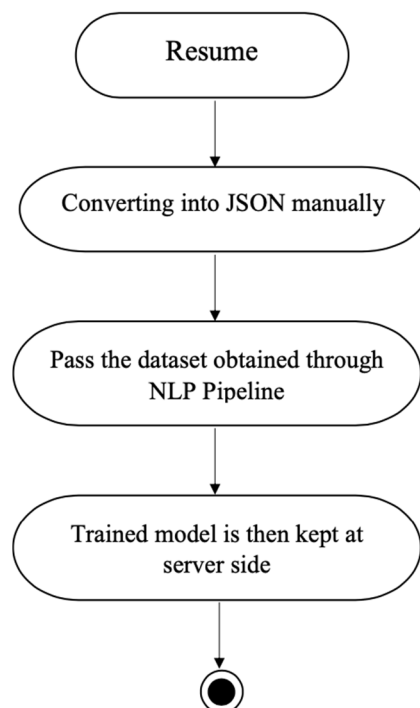 Resume
Converting into JSON manually
Pass the dataset obtained through
NLP Pipeline
Trained model is then kept at
server side